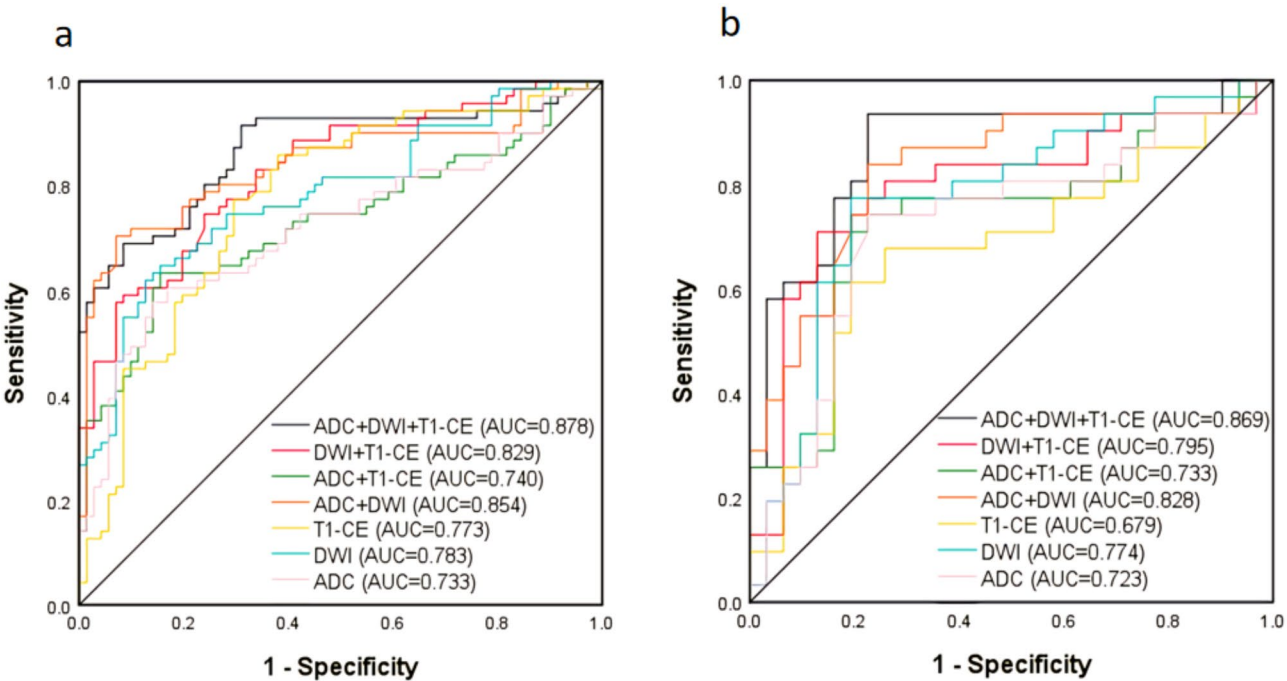 a
1.0
0.8
0.6
0.4
0.2
0.0
Sensitivity
ADC+DWI+T1-CE (AUC=0.878)
DWI+T1-CE (AUC=0.829)
ADC+T1-CE (AUC=0.740)
ADC+DWI (AUC=0.854)
T1-CE (AUC=0.773)
DWI (AUC=0.783)
ADC (AUC=0.733)
0.0 0.2 0.4 0.6 0.8 1.0
1 - Specificity
b
1.0
0.8
0.6
0.4
0.2
0.0
Sensitivity
ADC+DWI+T1-CE (AUC=0.869)
DWI+T1-CE (AUC=0.795)
ADC+T1-CE (AUC=0.733)
ADC+DWI (AUC=0.828)
T1-CE (AUC=0.679)
DWI (AUC=0.774)
ADC (AUC=0.723)
0.0 0.2 0.4 0.6 0.8 1.0
1 - Specificity